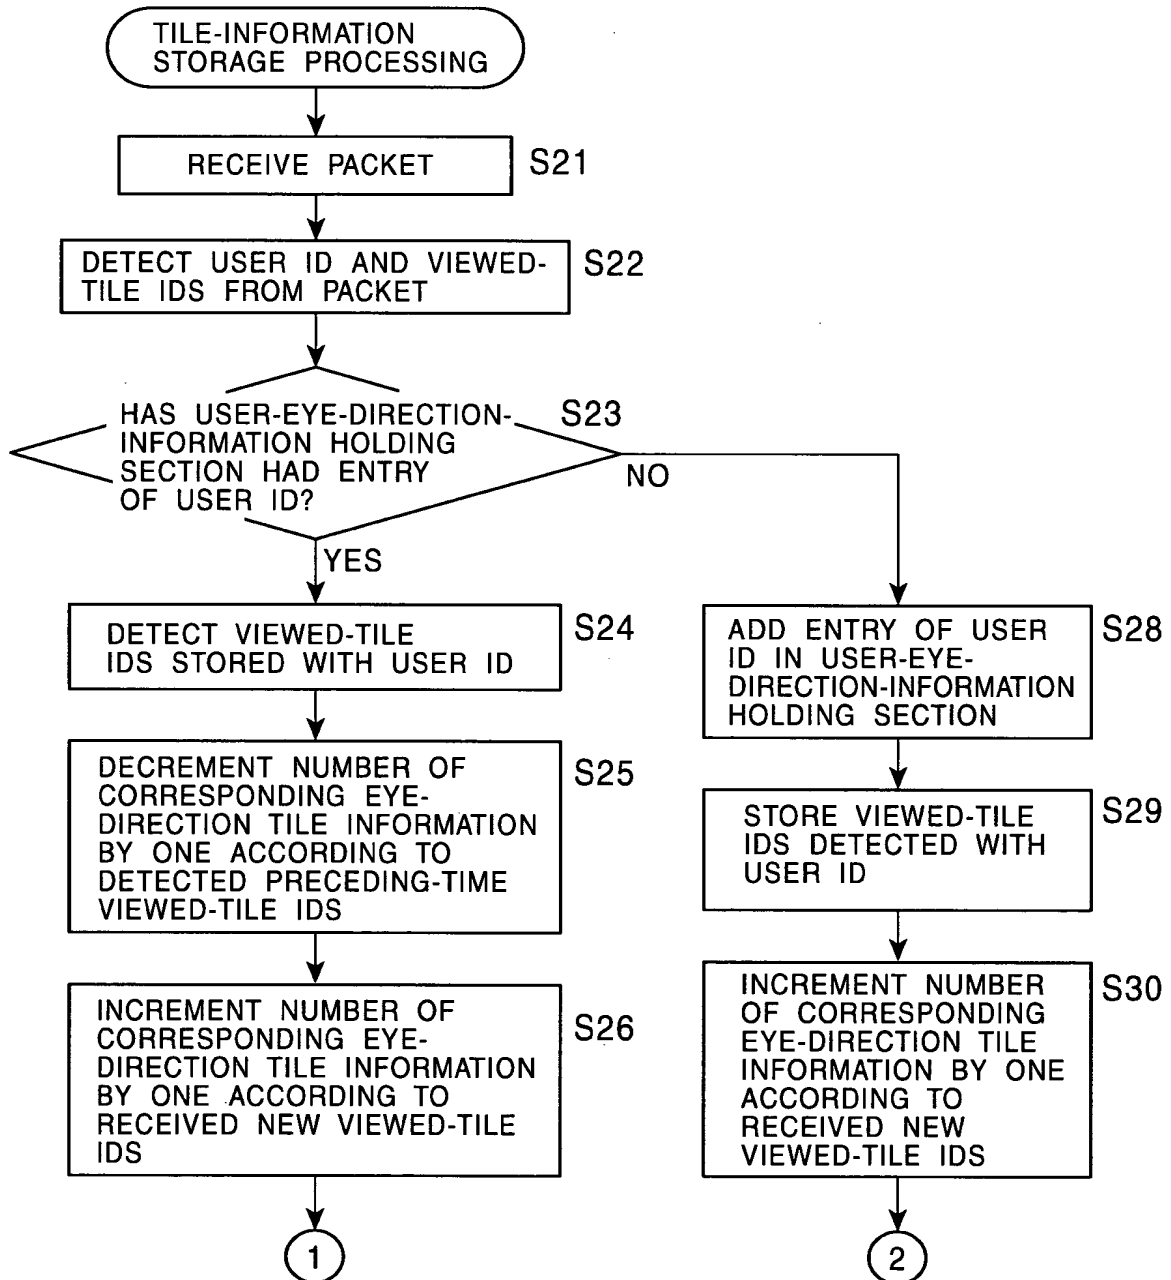 TILE-INFORMATION
STORAGE PROCESSING
RECEIVE PACKET
S21
DETECT USER ID AND VIEWED-
TILE IDS FROM PACKET
S22
HAS USER-EYE-DIRECTION-
INFORMATION HOLDING
SECTION HAD ENTRY
OF USER ID?
S23
NO
YES
DETECT VIEWED-TILE
IDS STORED WITH USER ID
S24
DECREMENT NUMBER OF
CORRESPONDING EYE-
DIRECTION TILE INFORMATION
BY ONE ACCORDING TO
DETECTED PRECEDING-TIME
VIEWED-TILE IDS
S25
INCREMENT NUMBER OF
CORRESPONDING EYE-
DIRECTION TILE INFORMATION
BY ONE ACCORDING TO
RECEIVED NEW VIEWED-TILE
IDS
S26
1
ADD ENTRY OF USER
ID IN USER-EYE-
DIRECTION-INFORMATION
HOLDING SECTION
S28
STORE VIEWED-TILE
IDS DETECTED WITH
USER ID
S29
INCREMENT NUMBER
OF CORRESPONDING
EYE-DIRECTION TILE
INFORMATION BY ONE
ACCORDING TO
RECEIVED NEW
VIEWED-TILE IDS
S30
2